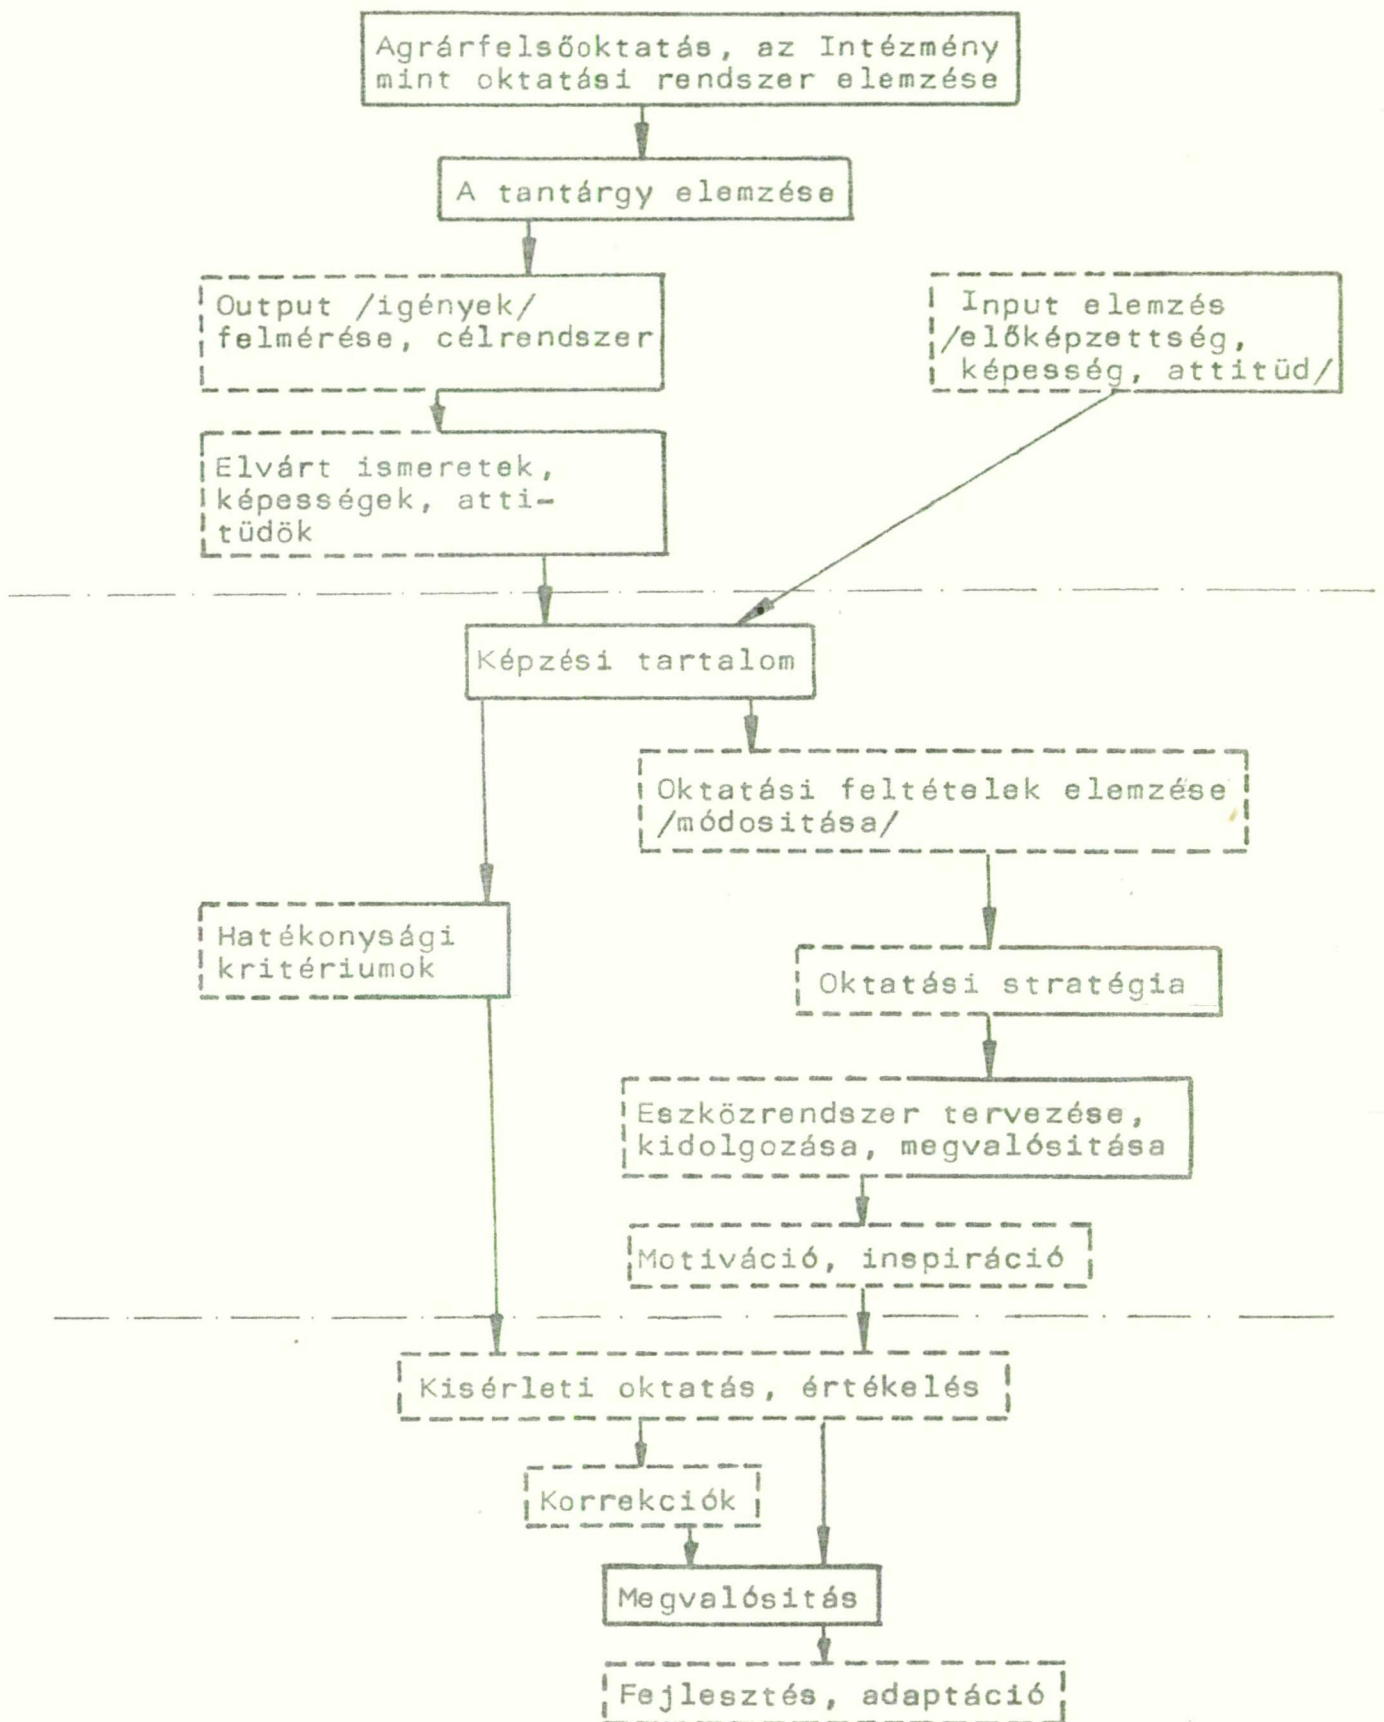 Agrárfelsőoktatás, az Intézmény
mint oktatási rendszer elemzése
A tantárgy elemzése
Output /igények/
felmérése, célrendszer
Input elemzés
/előképzettség,
képesség, attitüd/
Elvárt ismeretek,
képességek, atti-
tüdök
Képzési tartalom
Oktatási feltételek elemzése
/módositása/
Hatékonysági
kritériumok
Oktatási stratégia
Eszközrendszer tervezése,
kidolgozása, megvalósitása
Motiváció, inspiráció
Kisérleti oktatás, értékelés
Korrekciók
Megvalósitás
Fejlesztés, adaptáció